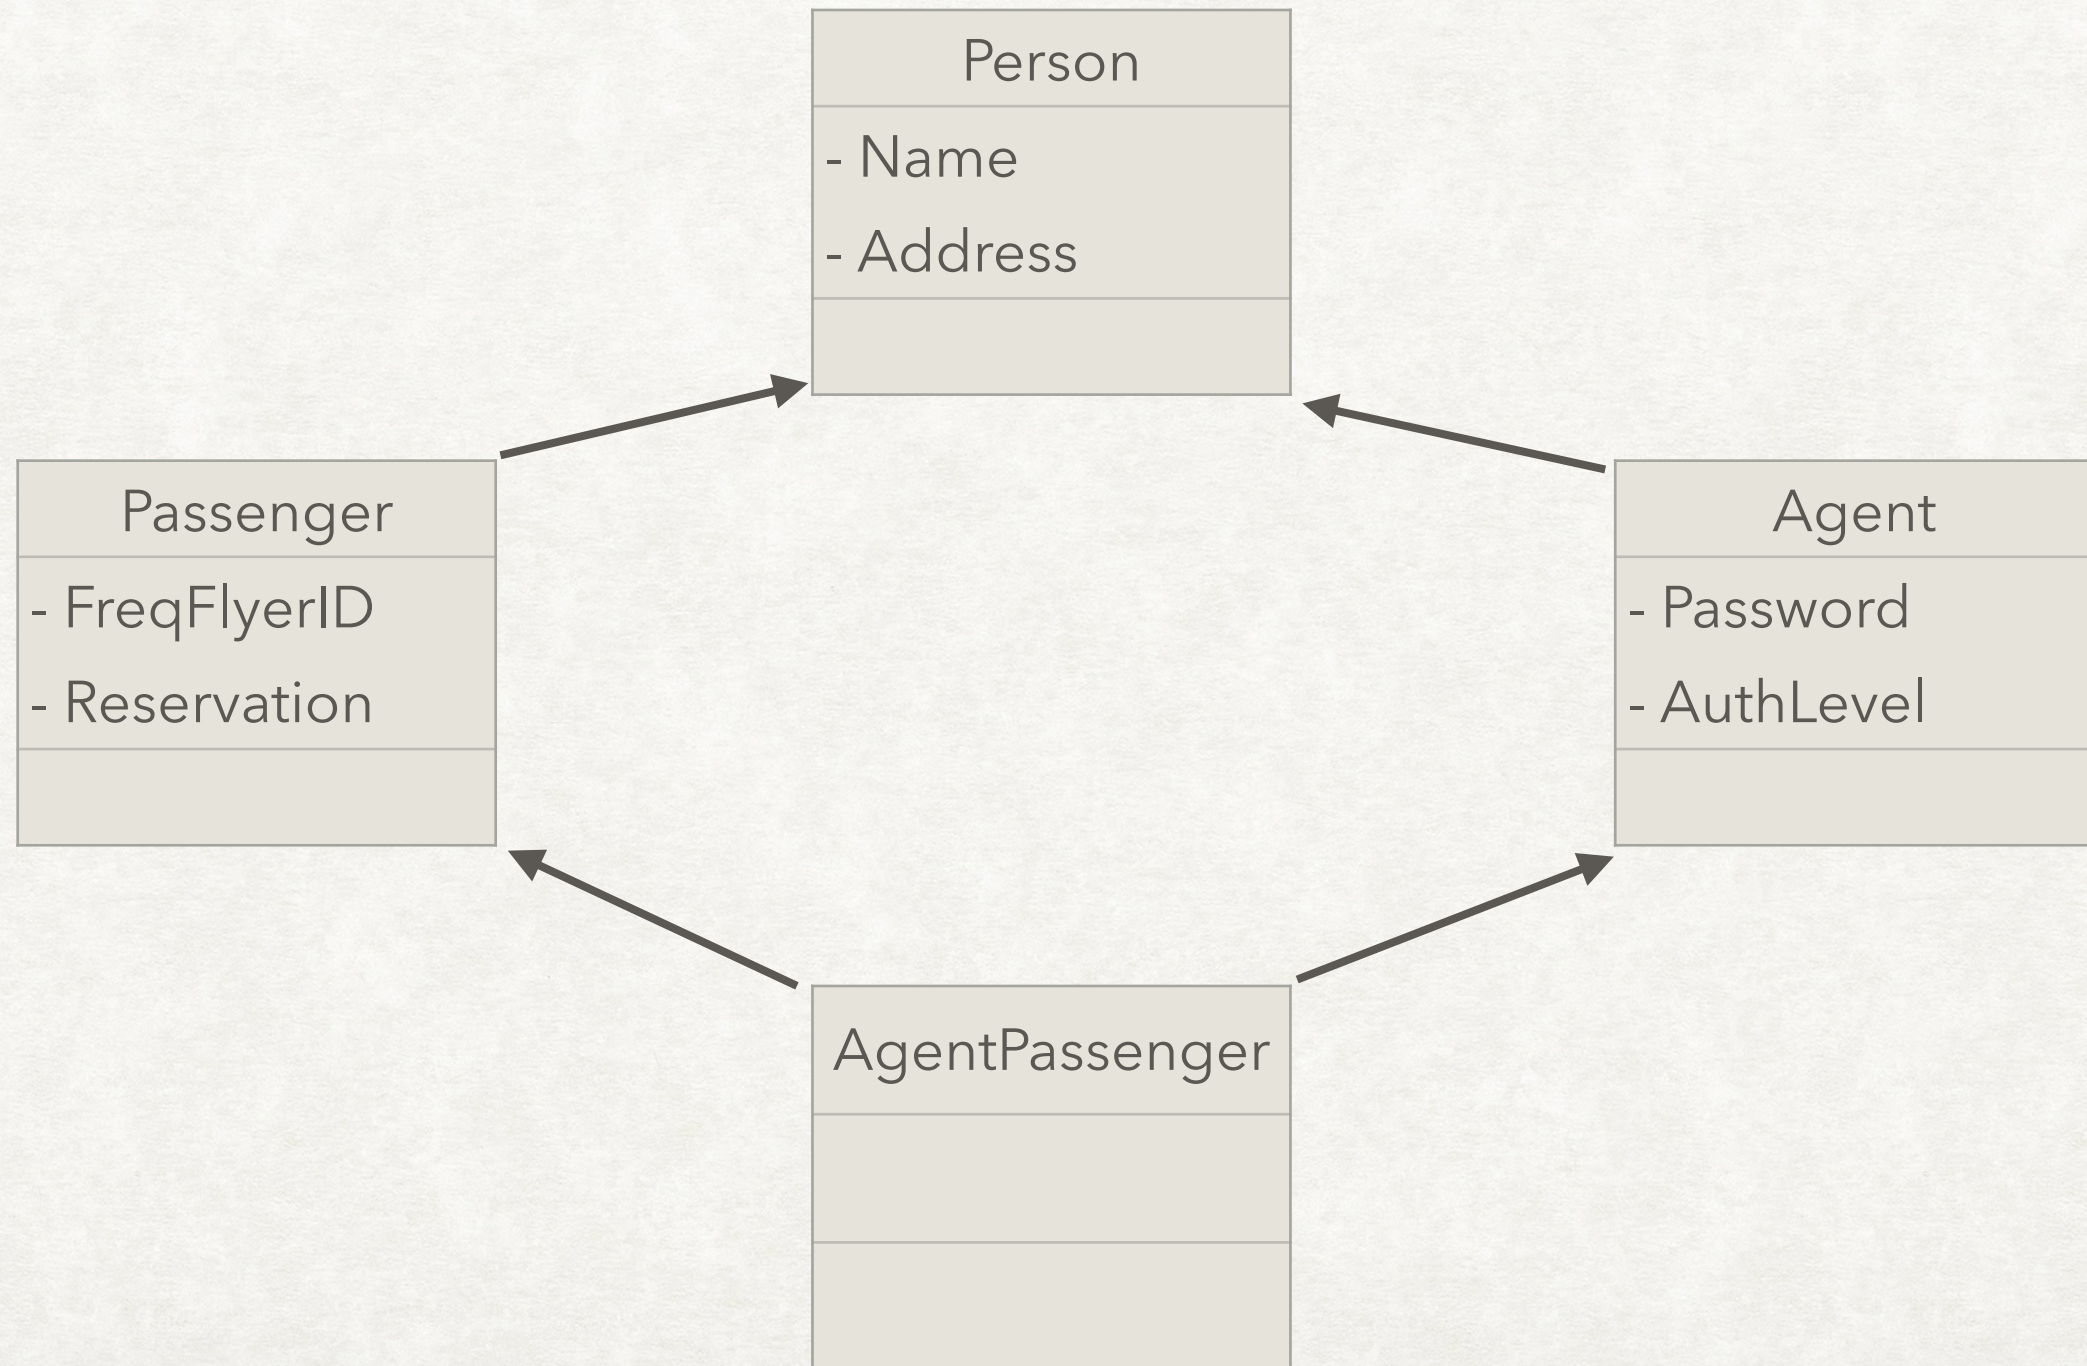 Person
- Name
- Address
Passenger
- FreqFlyerID
- Reservation
Agent
- Password
- AuthLevel
AgentPassenger